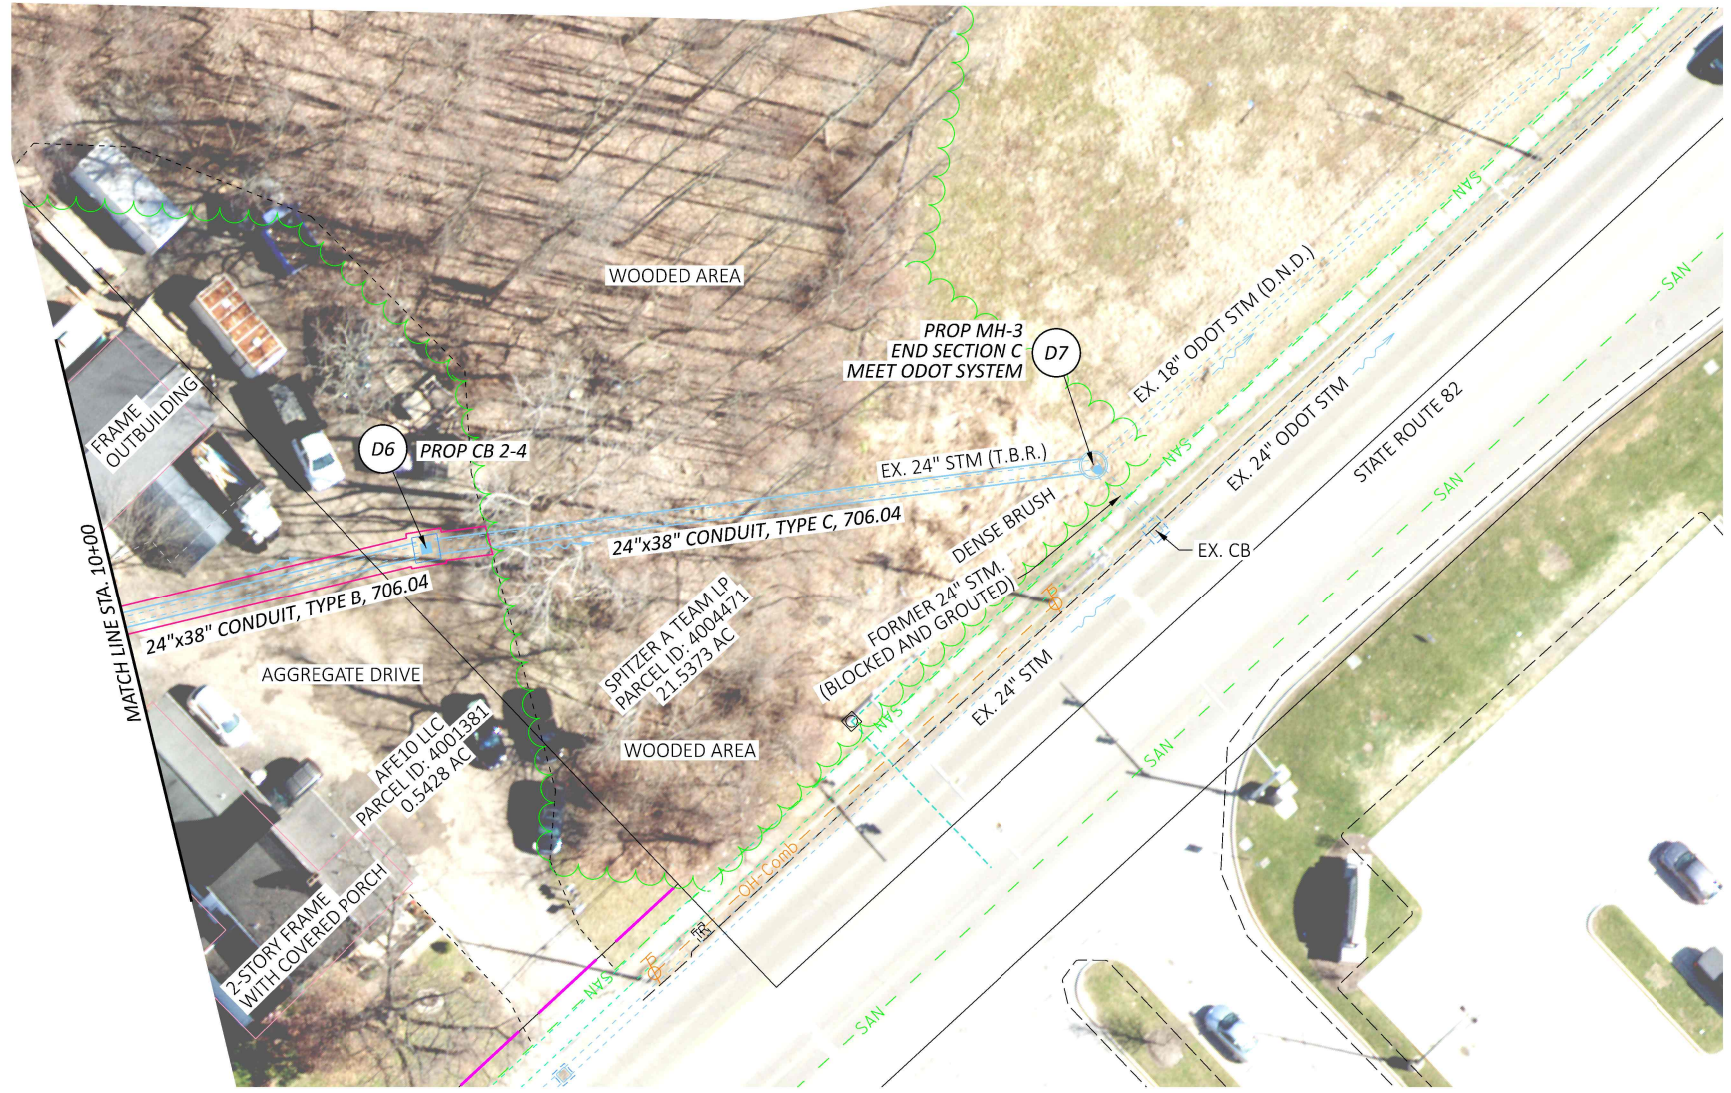 WOODED AREA
PROP MH-3
END SECTION C
MEET ODOT SYSTEM
D7
EX. 18" ODOT STM (D.N.D.)
SAN
SAN
FRAME
OUTBUILDING
D6
PROP CB 2-4
EX. 24" STM (T.B.R.)
SAN
EX. 24" ODOT STM
STATE ROUTE 82
SAN
24"x38" CONDUIT, TYPE C, 706.04
DENSE BRUSH
EX. CB
MATCH LINE STA. 10+00
24"x38" CONDUIT, TYPE B, 706.04
FORMER 24" STM.
(BLOCKED AND GROUTED)
SPITZER A TEAM LP
PARCEL ID: 4004471
21.5373 AC
AGGREGATE DRIVE
EX. 24" STM
SAN
SAN
AFE10 LLC
PARCEL ID: 4001381
0.5428 AC
WOODED AREA
OH-Comb
TR
P
P
2-STORY FRAME
WITH COVERED PORCH
SAN
SAN